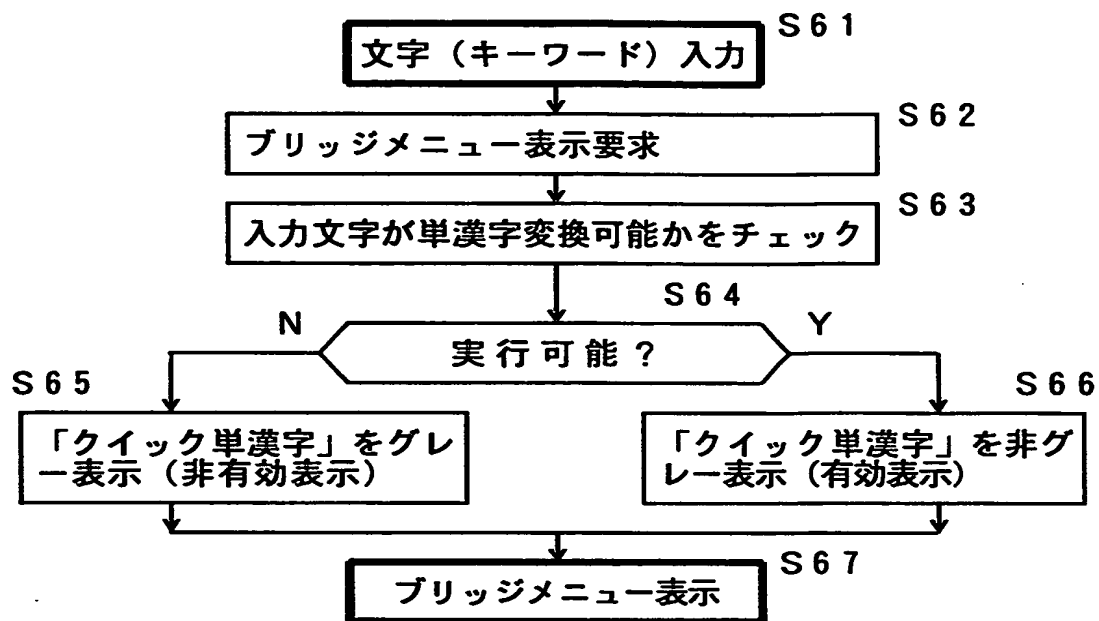 S61
文字(キーワード)入力
S62
ブリッジメニュー表示要求
S63
入力文字が単漢字変換可能かをチェック
S64
N
実行可能?
Y
S65
「クイック単漢字」をグレ
ー表示(非有効表示)
S66
「クイック単漢字」を非グ
レー表示(有効表示)
S67
ブリッジメニュー表示